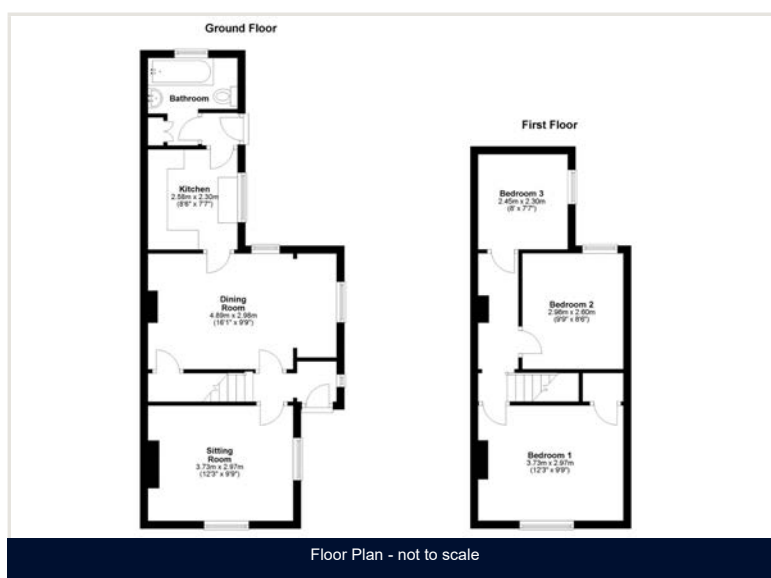 Ground Floor
Bathroom
Kitchen
2.58m x 2.30m
(8'6" x 7'7")
Dining
Room
4.89m x 2.98m
(16'1" x 9'9")
Sitting
Room
3.73m x 2.97m
(12'3" x 9'9")
First Floor
Bedroom 3
2.45m x 2.30m
(8' x 7'7")
Bedroom 2
2.98m x 2.60m
(9'9" x 8'6")
Bedroom 1
3.73m x 2.97m
(12'3" x 9'9")
Floor Plan - not to scale